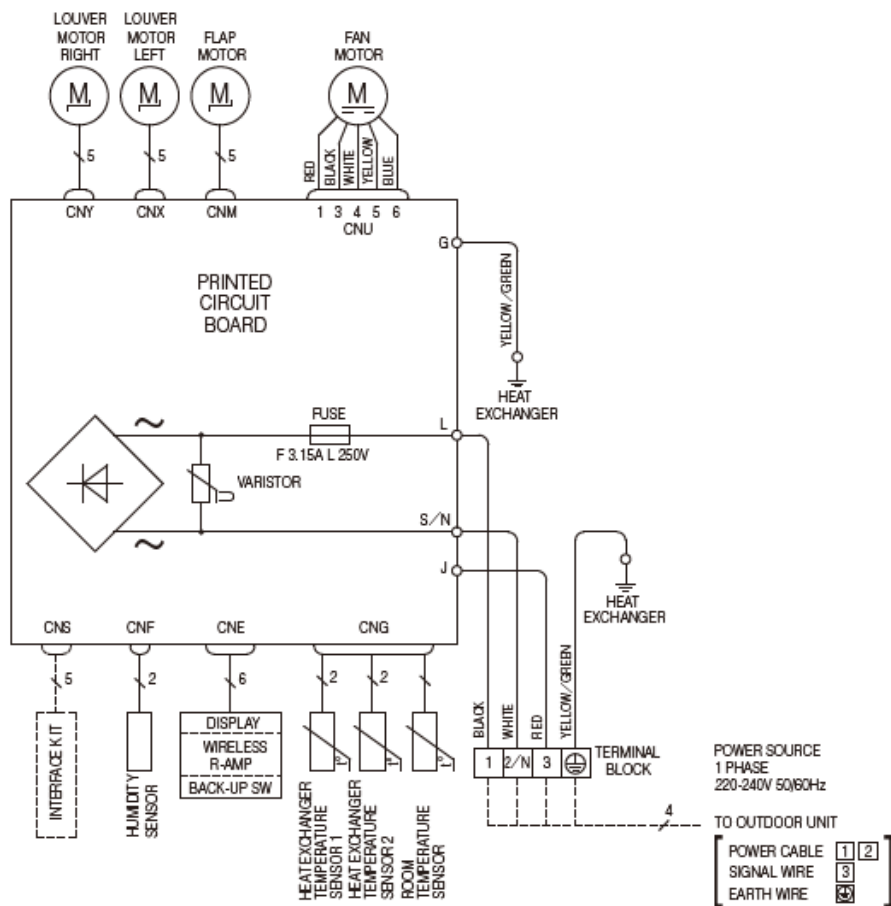 LOUVER
MOTOR
RIGHT
LOUVER
MOTOR
LEFT
FLAP
MOTOR
FAN
MOTOR
M
M
M
M
5
5
5
RED
BLACK
WHITE
YELLOW
BLUE
CNY
CNX
CNM
1 3 4 5 6
CNU
G
YELLOW/GREEN
PRINTED
CIRCUIT
BOARD
HEAT
EXCHANGER
FUSE
L
F 3.15A L 250V
VARISTOR
S/N
J
HEAT
EXCHANGER
CNS
CNF
CNE
CNG
5
2
6
2
2
BLACK
WHITE
RED
YELLOW/GREEN
INTERFACE KIT
HUMIDITY
SENSOR
DISPLAY
WIRELESS
R-AMP
BACK-UP SW
HEAT EXCHANGER
TEMPERATURE
SENSOR 1
HEAT EXCHANGER
TEMPERATURE
SENSOR 2
ROOM
TEMPERATURE
SENSOR
1 2/N 3
TERMINAL
BLOCK
POWER SOURCE
1 PHASE
220-240V 50/60Hz
4
TO OUTDOOR UNIT
POWER CABLE 1 2
SIGNAL WIRE 3
EARTH WIRE